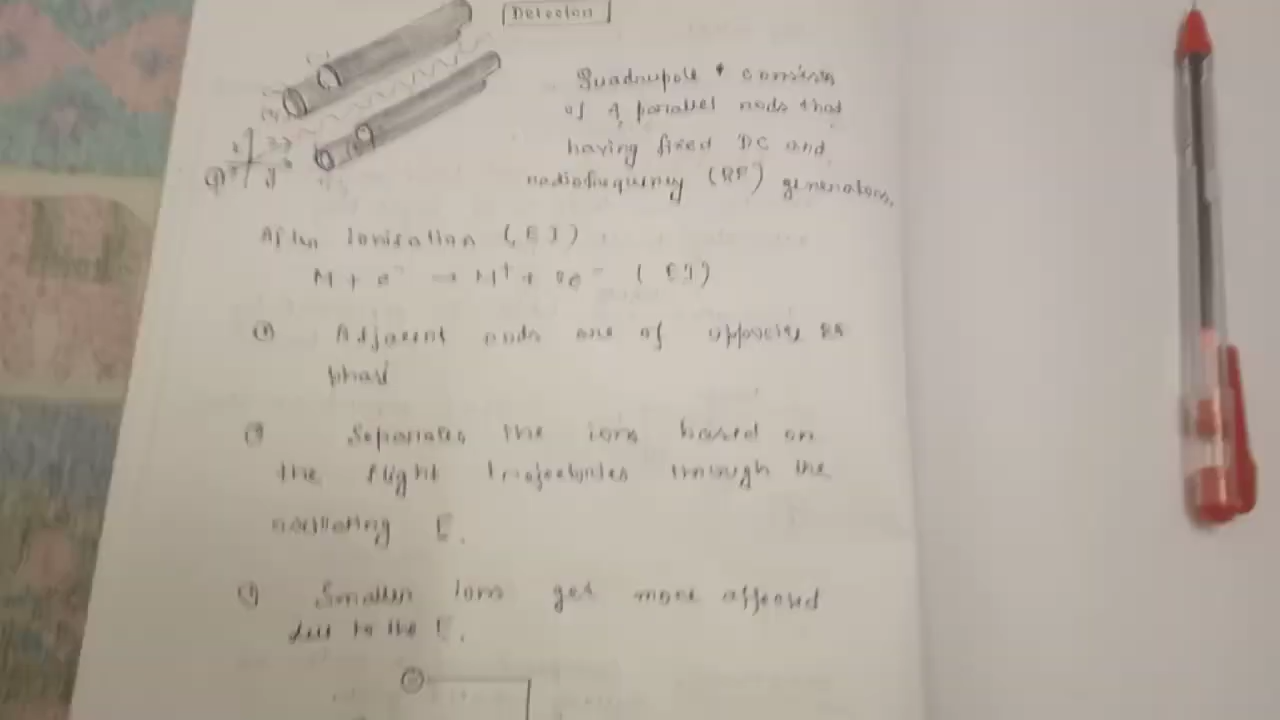 Detector
Quadrupole consists
of 4 parallel rods that
having fixed DC and
radiofrequency (RF) generators.
After Ionisation (EI)
M + e⁻ → M⁺ + 2e⁻ (EI)
Adjacent rods are of opposite RF
phase
Separates the ions based on
the flight trajectories through the
oscillating E.
Smaller ions get more affected
due to the E.